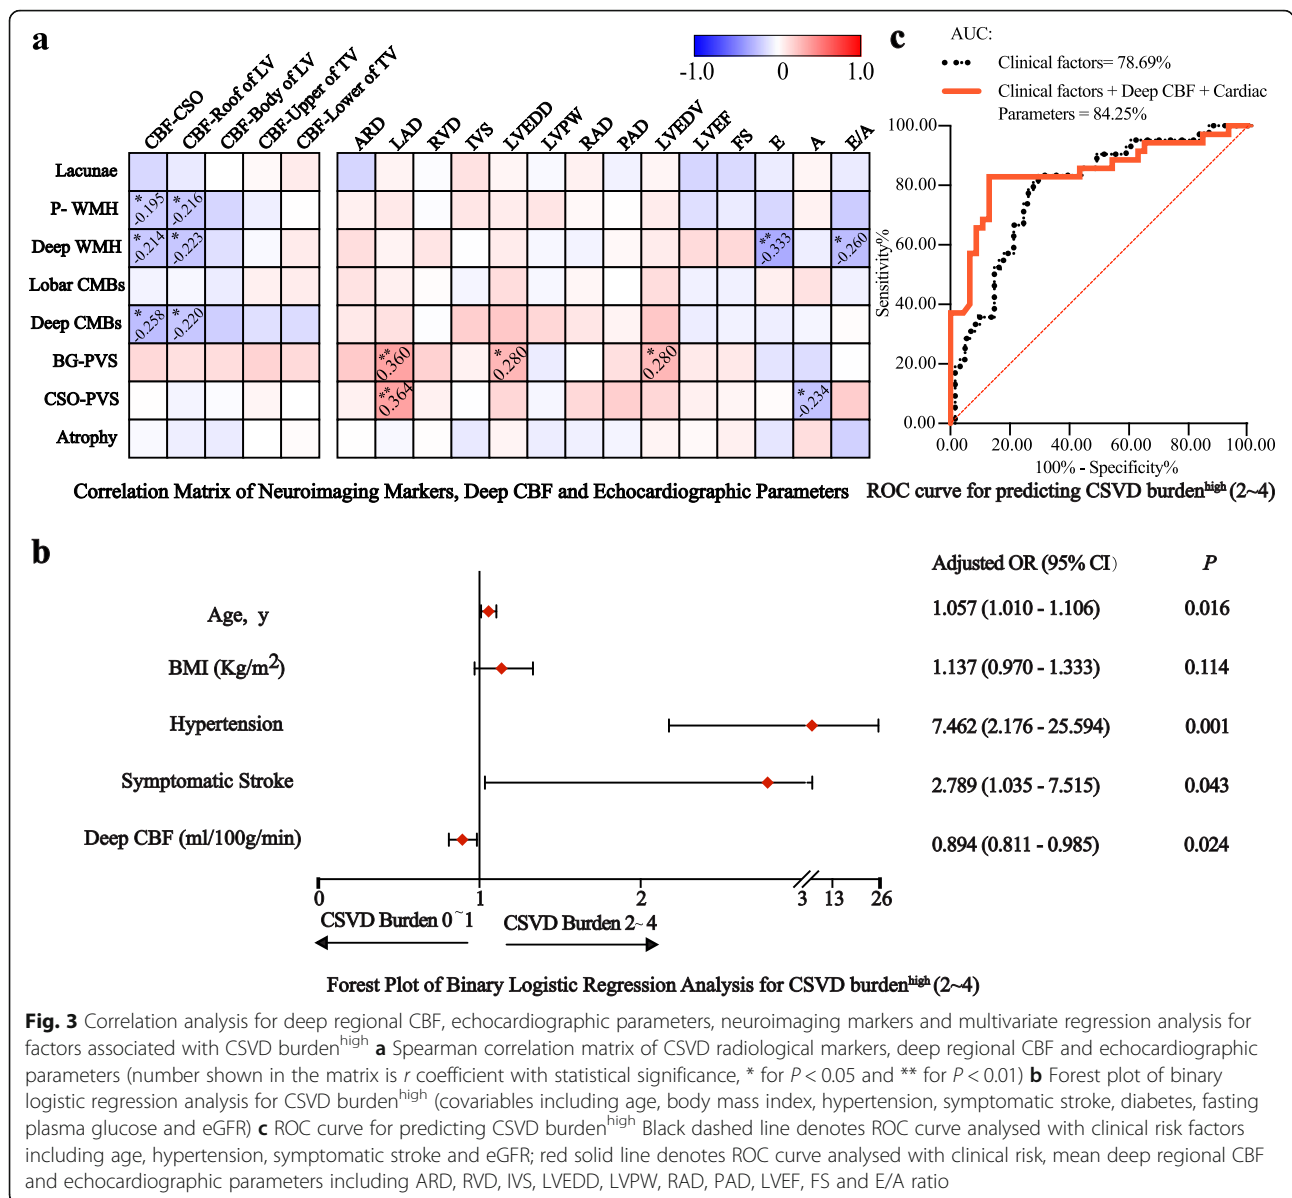 a
-1.0 0 1.0
c
AUC:
Clinical factors= 78.69%
Clinical factors + Deep CBF + Cardiac
Parameters = 84.25%
CBF-CSO CBF-Roof of LV CBF-Body of LV CBF-Upper of TV CBF-Lower of TV ARD LAD RVD IVS LVEDD LVPW RAD PAD LVEDV LVEF FS E A E/A
Lacunae
P- WMH * -0.195 * -0.216
Deep WMH * -0.214 * -0.223 ** -0.333 * -0.260
Lobar CMBs
Deep CMBs * -0.258 * -0.220
BG-PVS ** 0.360 * 0.280 * 0.280
CSO-PVS ** 0.364 * -0.234
Atrophy
Correlation Matrix of Neuroimaging Markers, Deep CBF and Echocardiographic Parameters
100.00
80.00
60.00
40.00
20.00
0.00
Sensitivity%
0.00 20.00 40.00 60.00 80.00 100.00
100% - Specificity%
ROC curve for predicting CSVD burden^high (2~4)
b
Adjusted OR (95% CI) P
Age, y 1.057 (1.010 - 1.106) 0.016
BMI (Kg/m²) 1.137 (0.970 - 1.333) 0.114
Hypertension 7.462 (2.176 - 25.594) 0.001
Symptomatic Stroke 2.789 (1.035 - 7.515) 0.043
Deep CBF (ml/100g/min) 0.894 (0.811 - 0.985) 0.024
0 1 2 3 13 26
CSVD Burden 0~1 CSVD Burden 2~4
Forest Plot of Binary Logistic Regression Analysis for CSVD burden^high (2~4)
Fig. 3 Correlation analysis for deep regional CBF, echocardiographic parameters, neuroimaging markers and multivariate regression analysis for
factors associated with CSVD burden^high a Spearman correlation matrix of CSVD radiological markers, deep regional CBF and echocardiographic
parameters (number shown in the matrix is r coefficient with statistical significance, * for P < 0.05 and ** for P < 0.01) b Forest plot of binary
logistic regression analysis for CSVD burden^high (covariables including age, body mass index, hypertension, symptomatic stroke, diabetes, fasting
plasma glucose and eGFR) c ROC curve for predicting CSVD burden^high Black dashed line denotes ROC curve analysed with clinical risk factors
including age, hypertension, symptomatic stroke and eGFR; red solid line denotes ROC curve analysed with clinical risk, mean deep regional CBF
and echocardiographic parameters including ARD, RVD, IVS, LVEDD, LVPW, RAD, PAD, LVEF, FS and E/A ratio